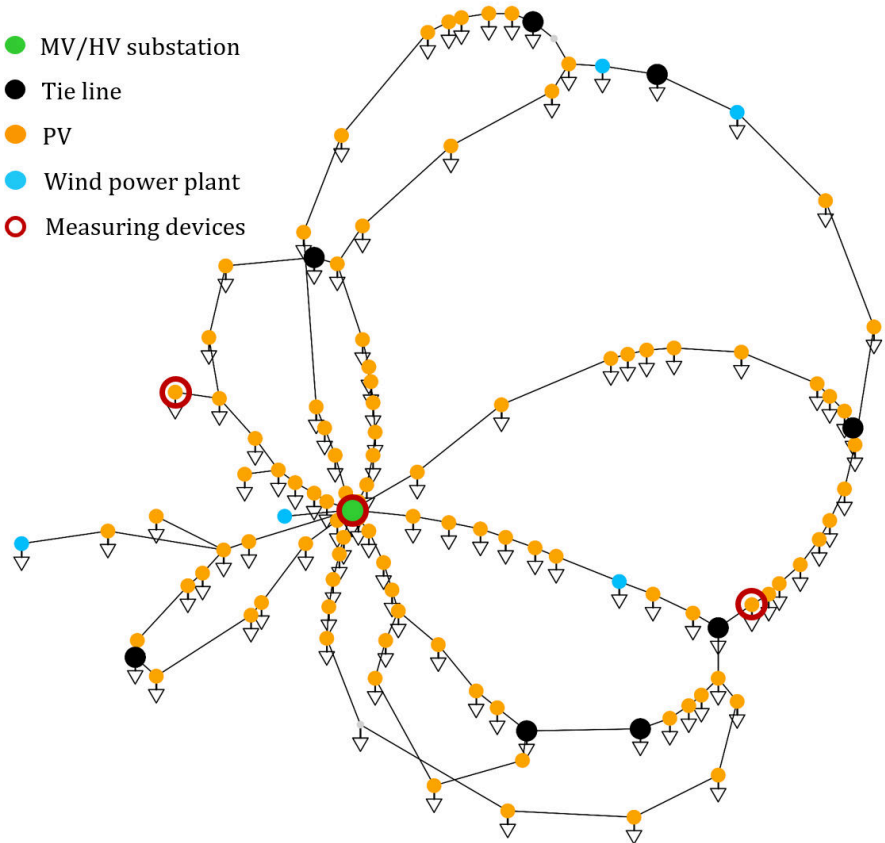 MV/HV substation
Tie line
PV
Wind power plant
Measuring devices